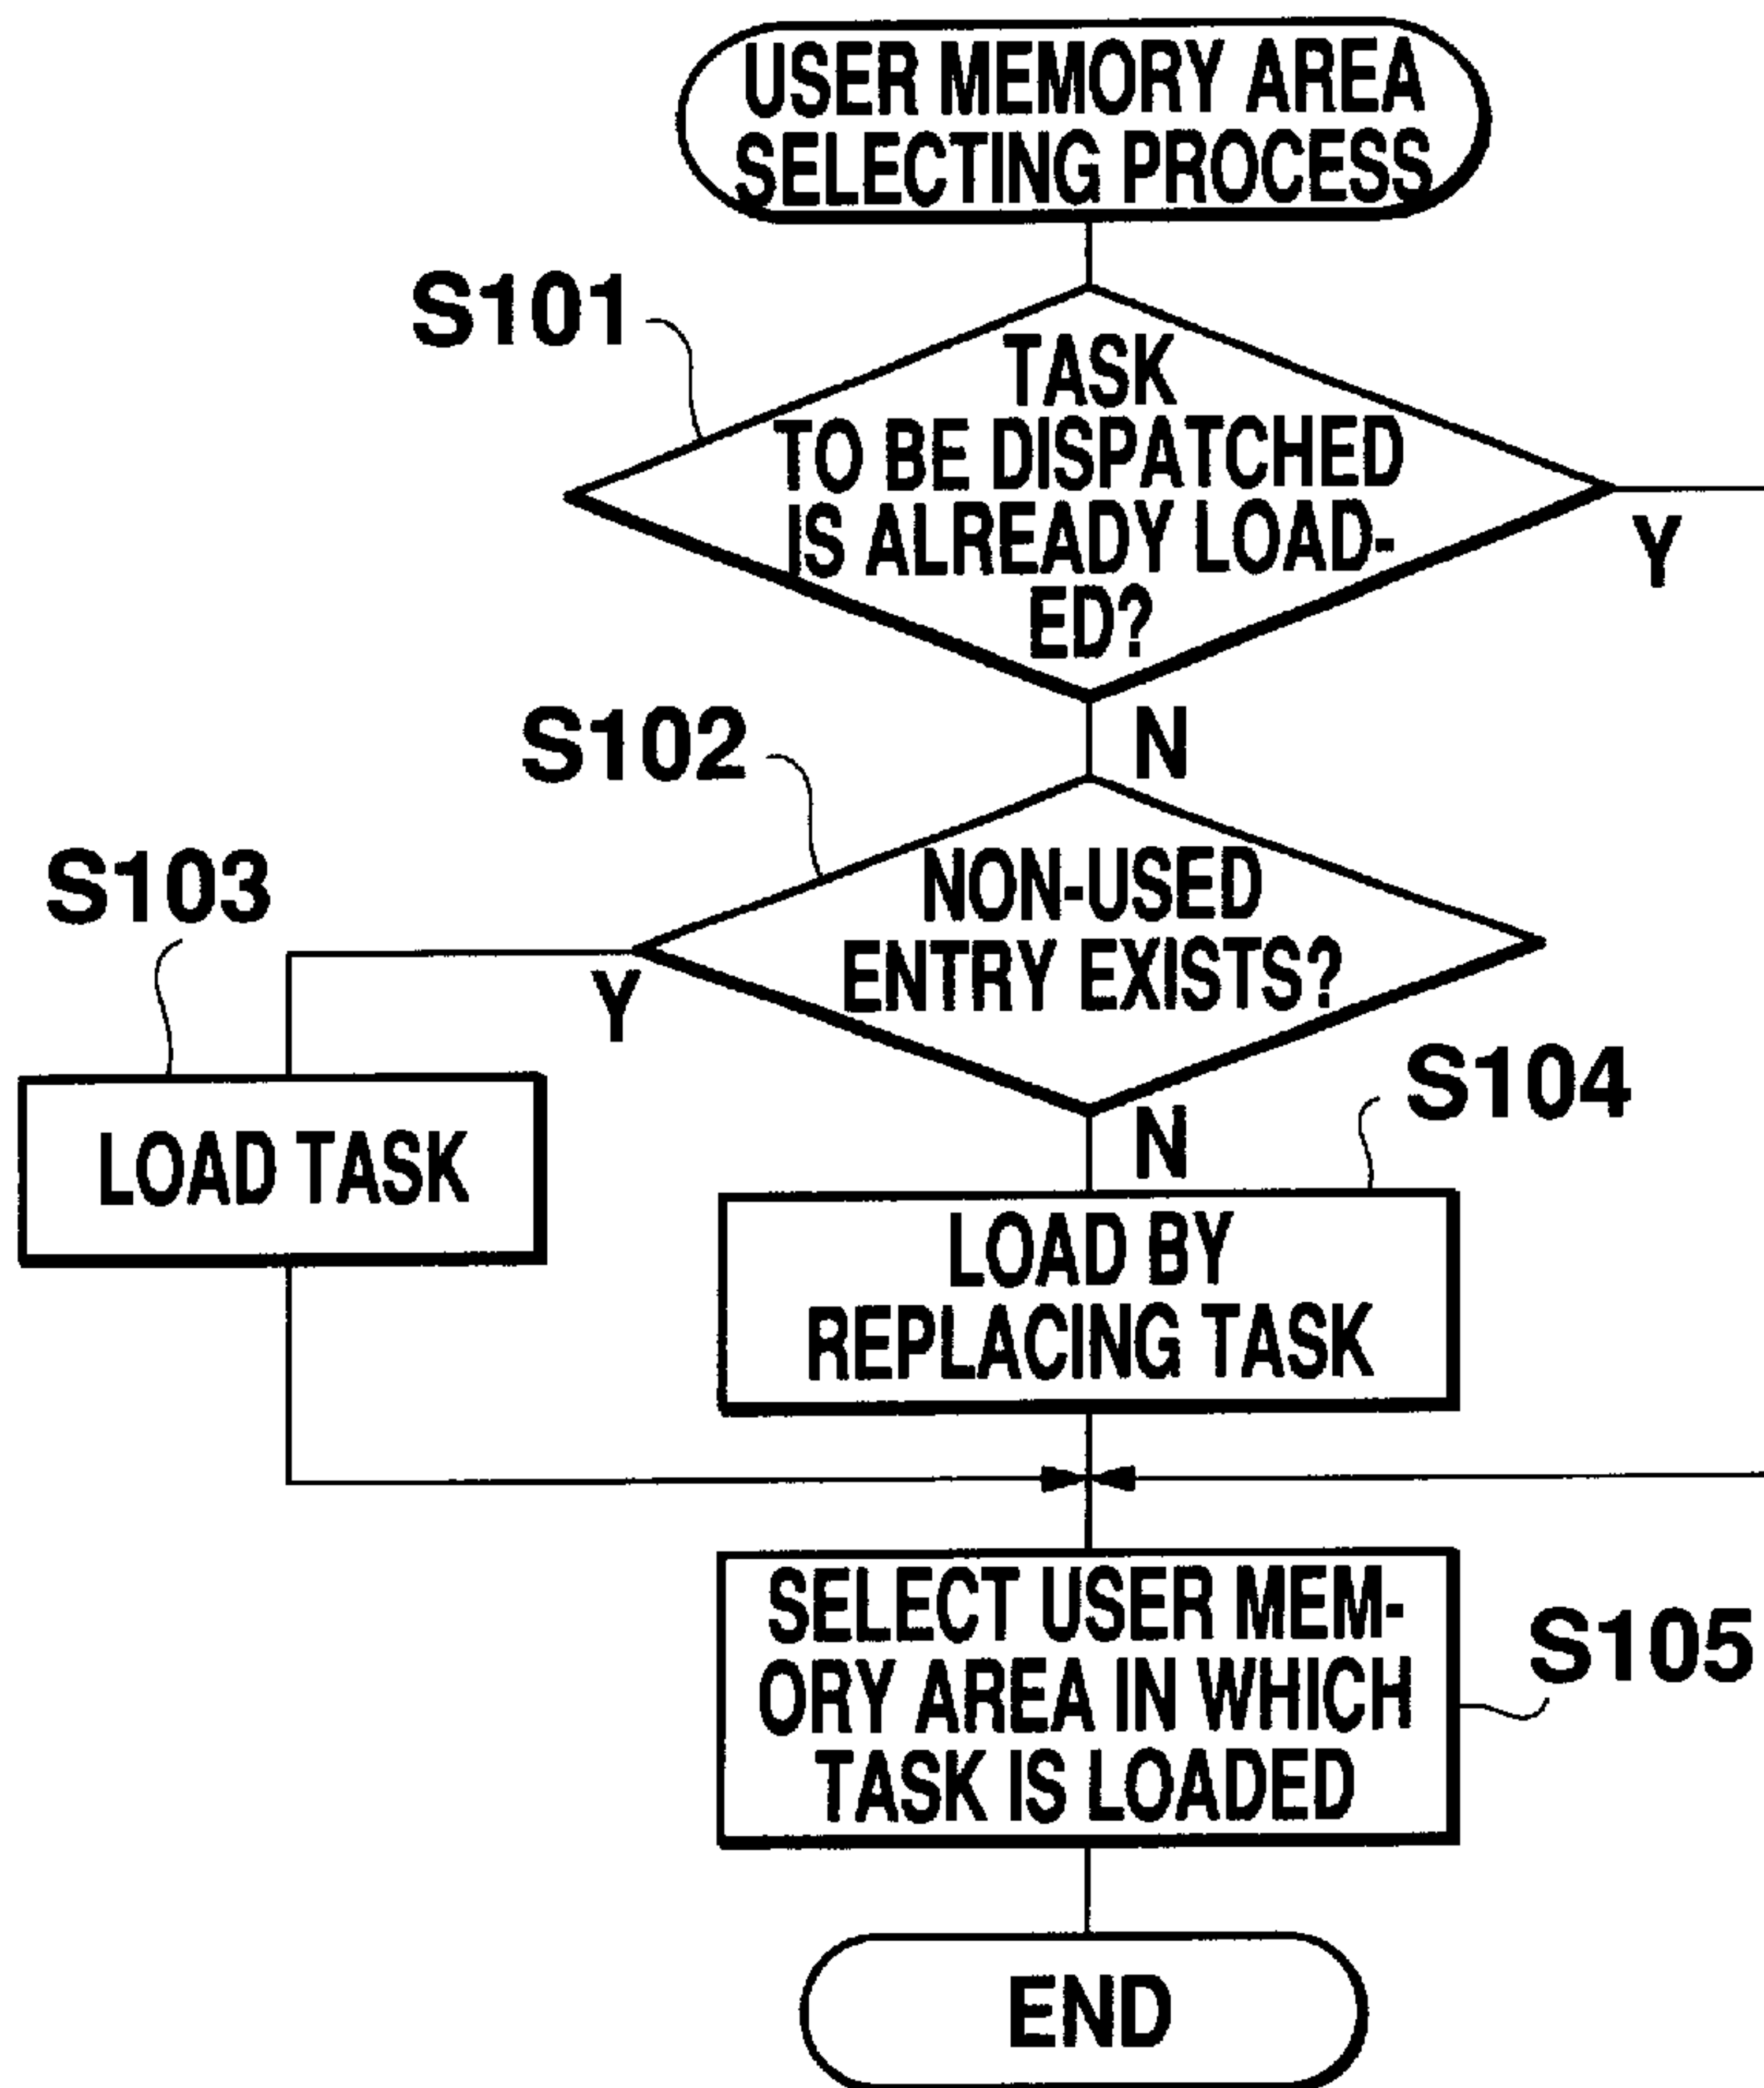 USER MEMORY AREA
SELECTING PROCESS
S101
TASK
TO BE DISPATCHED
IS ALREADY LOAD-
ED?
Y
N
S102
NON-USED
ENTRY EXISTS?
Y
N
S103
LOAD TASK
S104
LOAD BY
REPLACING TASK
SELECT USER MEM-
ORY AREA IN WHICH
TASK IS LOADED
S105
END